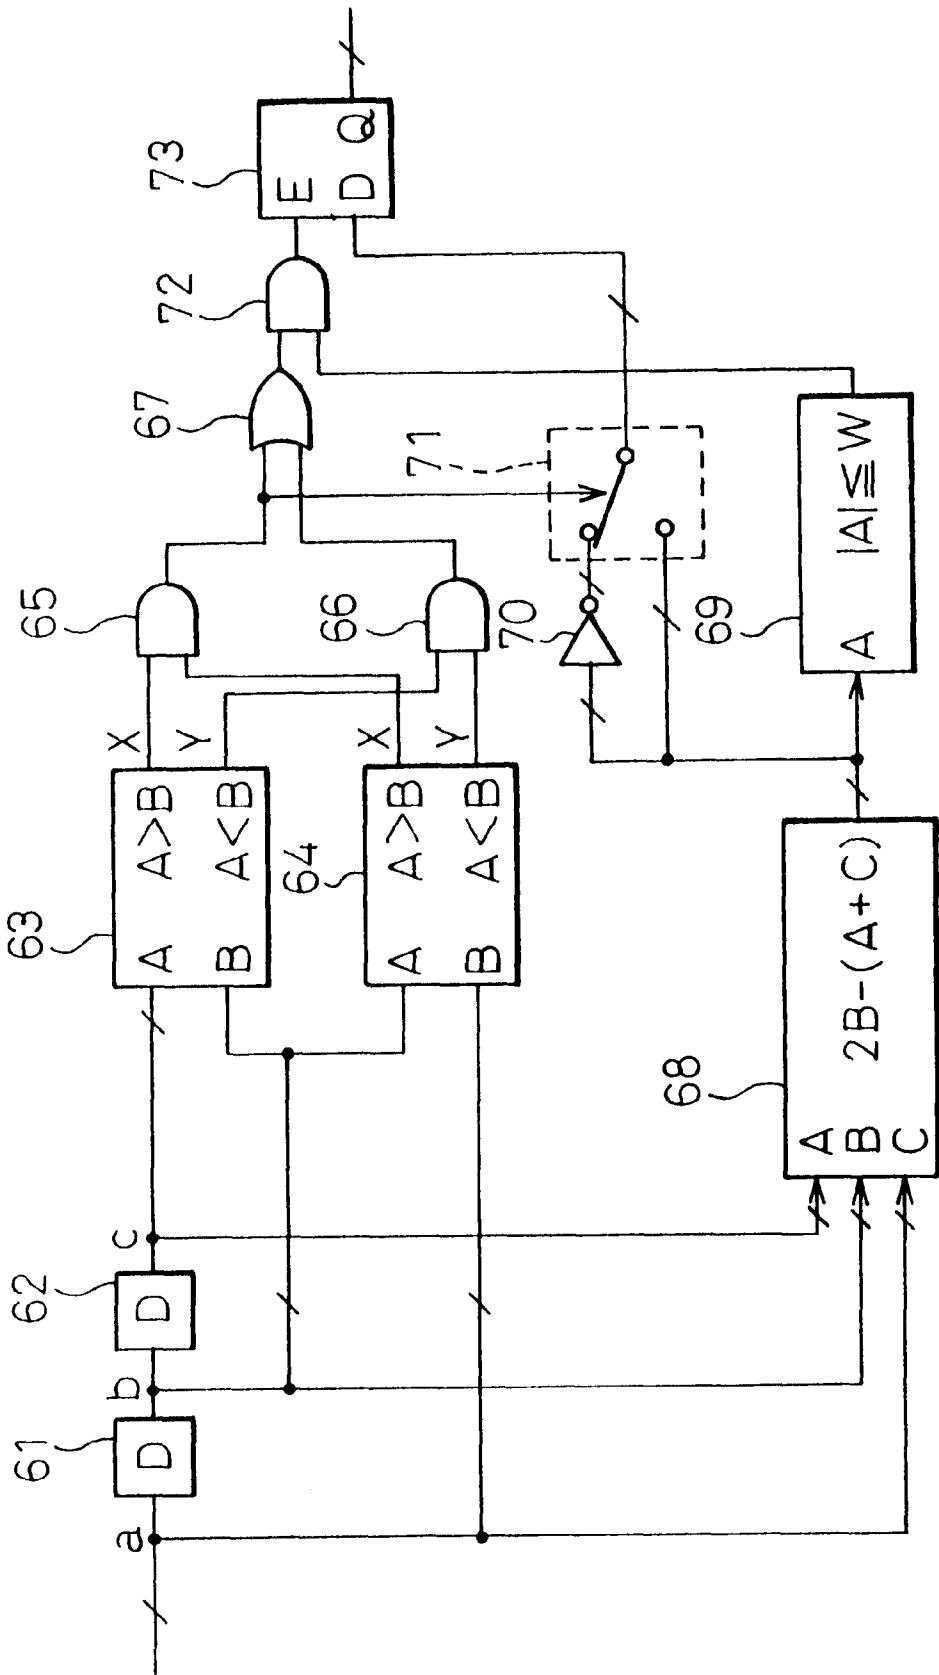 73
E
D Q
72
67
71
65
66
70
69
A |A|≦W
X
Y
X
Y
63
A A>B
B A<B
64
A A>B
B A<B
68
A
B 2B-(A+C)
C
c
62
D
b
61
D
a